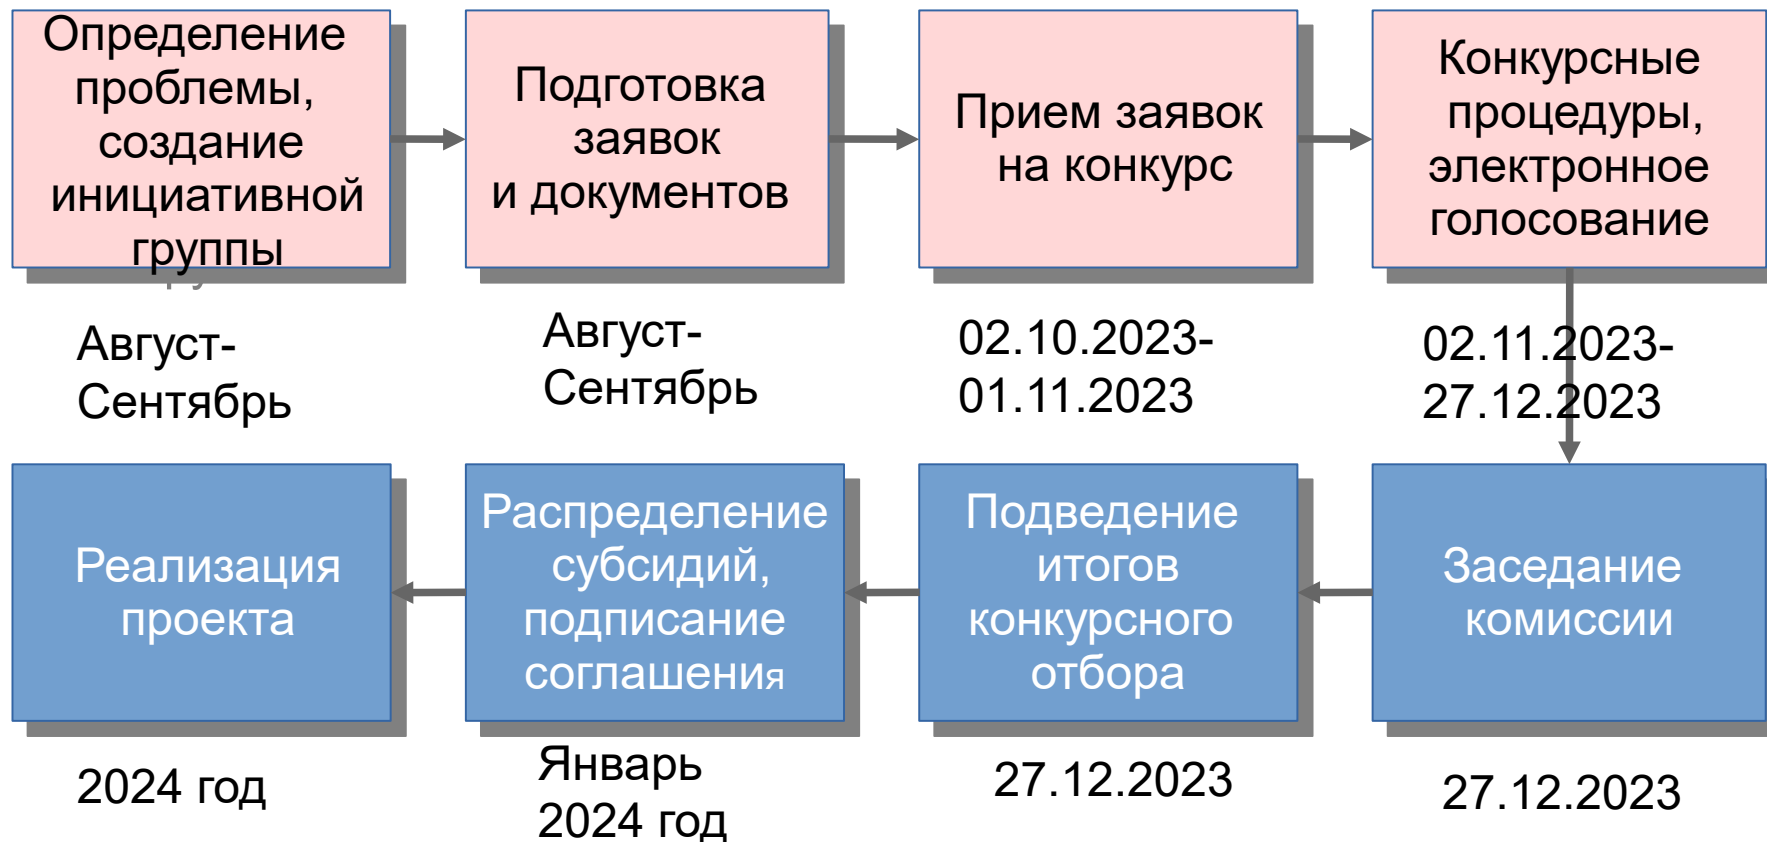 Определение
проблемы,
создание
инициативной
группы
Подготовка
заявок
и документов
Прием заявок
на конкурс
Конкурсные
процедуры,
электронное
голосование
Август-
Сентябрь
Август-
Сентябрь
02.10.2023-
01.11.2023
02.11.2023-
27.12.2023
Реализация
проекта
Распределение
субсидий,
подписание
соглашения
Подведение
итогов
конкурсного
отбора
Заседание
комиссии
2024 год
Январь
2024 год
27.12.2023
27.12.2023